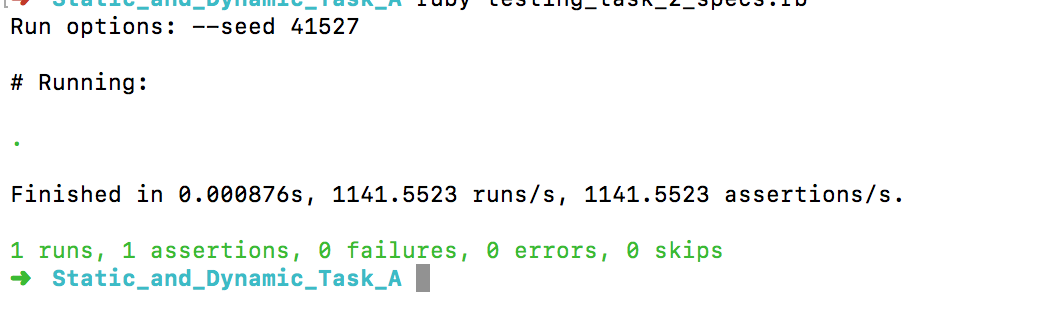 ➜ Static_and_Dynamic_Task_A ruby testing_task_2_specs.rb
Run options: --seed 41527
# Running:
.
Finished in 0.000876s, 1141.5523 runs/s, 1141.5523 assertions/s.
1 runs, 1 assertions, 0 failures, 0 errors, 0 skips
➜ Static_and_Dynamic_Task_A